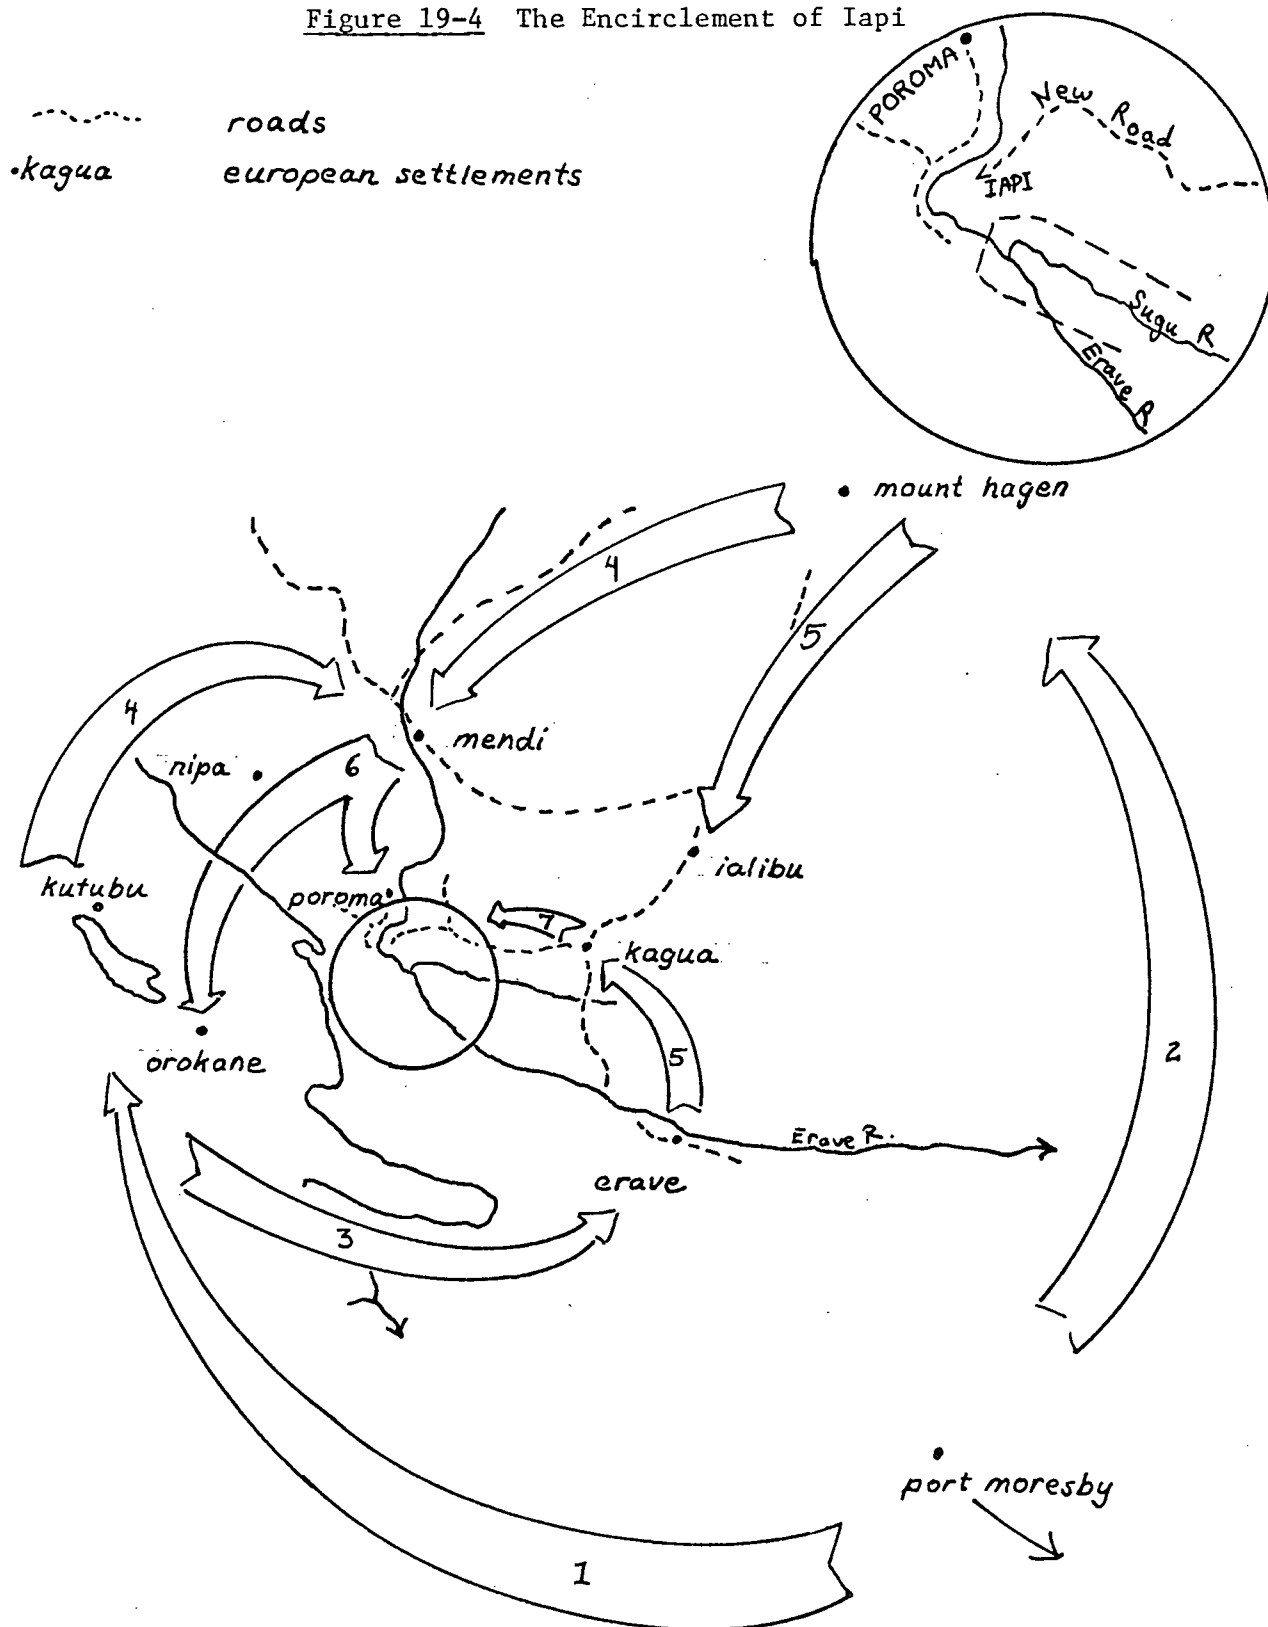 Figure 19-4 The Encirclement of Iapi
roads
•kagua european settlements
POROMA
New Road
IAPI
Sugu R
Erave R
mount hagen
4
5
4
mendi
nipa
6
ialibu
kutubu
poroma
7
kagua
orokane
5
2
Erave R.
erave
3
port moresby
1